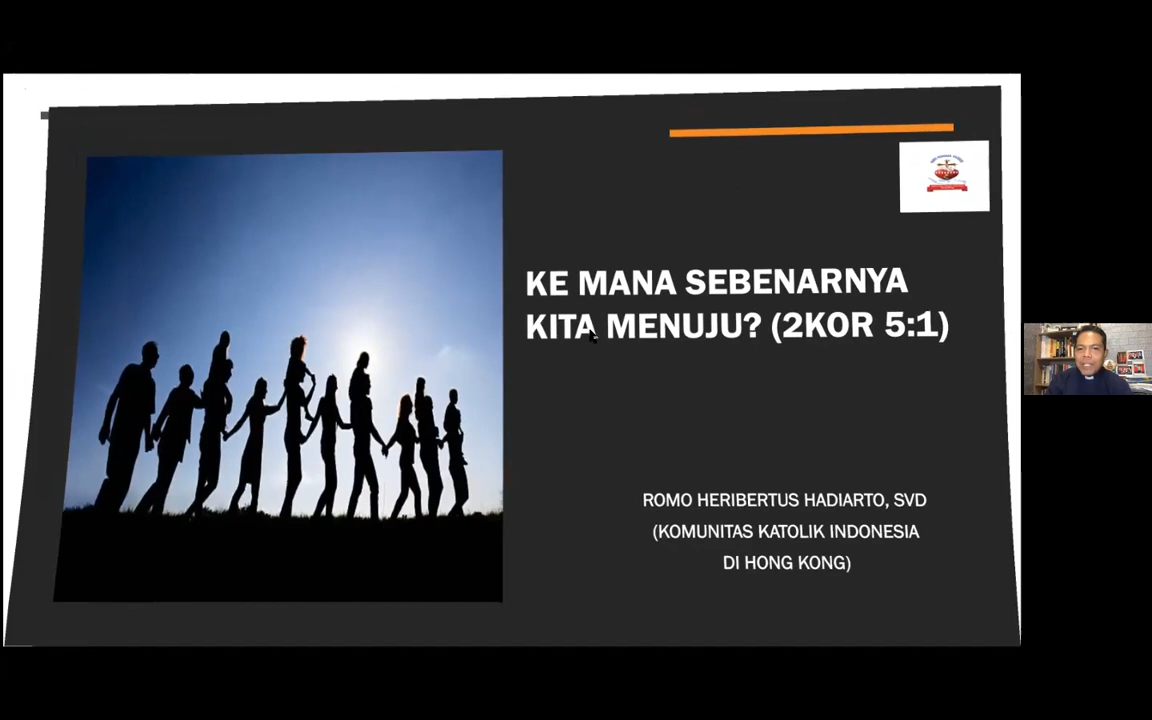 KE MANA SEBENARNYA
KITA MENUJU? (2KOR 5:1)
ROMO HERIBERTUS HADIARTO, SVD
(KOMUNITAS KATOLIK INDONESIA
DI HONG KONG)